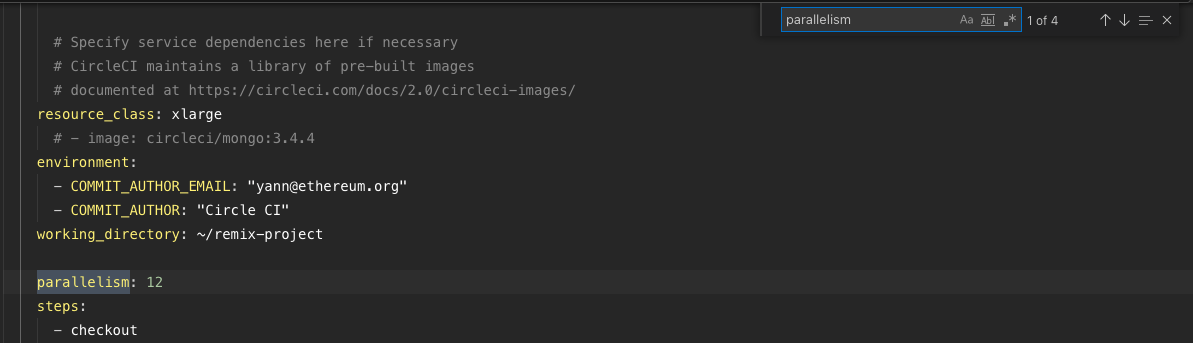 parallelism Aa Abl .* 1 of 4
# Specify service dependencies here if necessary
# CircleCI maintains a library of pre-built images
# documented at https://circleci.com/docs/2.0/circleci-images/
resource_class: xlarge
# - image: circleci/mongo:3.4.4
environment:
- COMMIT_AUTHOR_EMAIL: "yann@ethereum.org"
- COMMIT_AUTHOR: "Circle CI"
working_directory: ~/remix-project
parallelism: 12
steps:
- checkout